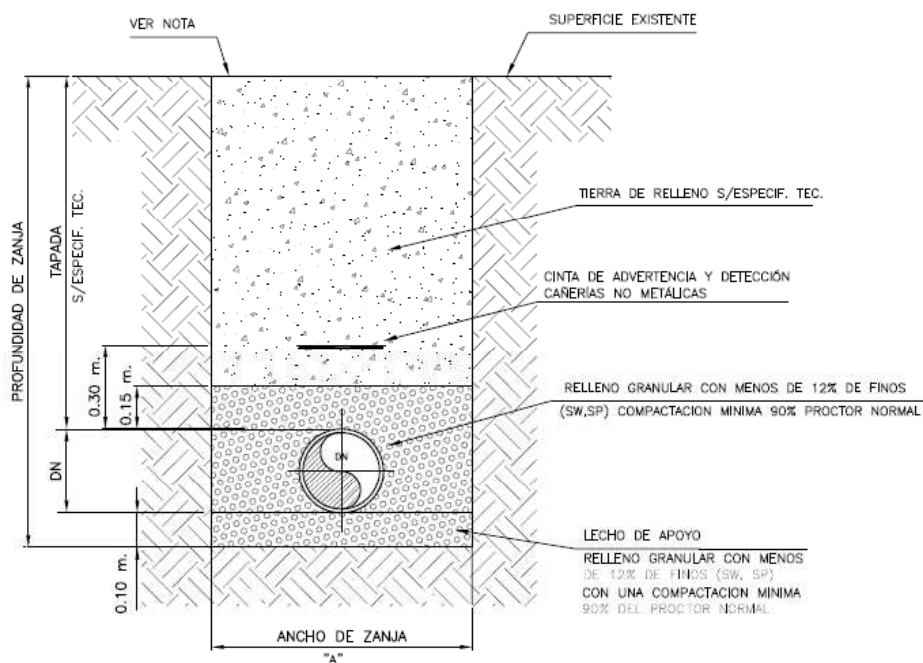 VER NOTA
SUPERFICIE EXISTENTE
PROFUNDIDAD DE ZANJA
TAPADA
S/ESPECIF. TEC.
TIERRA DE RELLENO S/ESPECIF. TEC.
CINTA DE ADVERTENCIA Y DETECCIÓN
CAÑERÍAS NO METÁLICAS
0.30 m.
0.15 m.
RELLENO GRANULAR CON MENOS DE 12% DE FINOS
(SW,SP) COMPACTACION MINIMA 90% PROCTOR NORMAL
DN
DN
LECHO DE APOYO
RELLENO GRANULAR CON MENOS
DE 12% DE FINOS (SW, SP)
CON UNA COMPACTACION MINIMA
90% DEL PROCTOR NORMAL
0.10 m.
ANCHO DE ZANJA
"A"